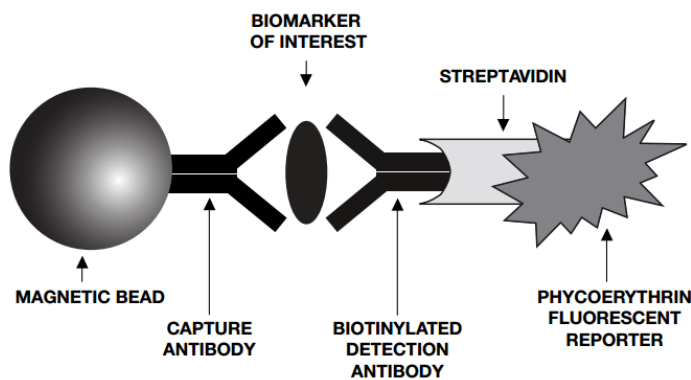 BIOMARKER
OF INTEREST
STREPTAVIDIN
MAGNETIC BEAD
CAPTURE
ANTIBODY
BIOTINYLATED
DETECTION
ANTIBODY
PHYCOERYTHRIN
FLUORESCENT
REPORTER